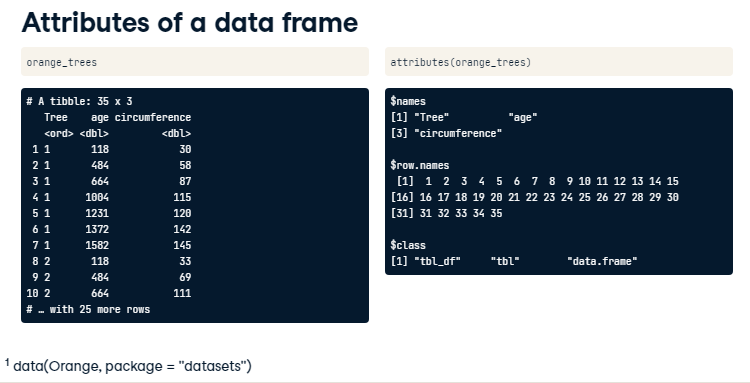 Attributes of a data frame
orange_trees
# A tibble: 35 x 3
Tree age circumference
<ord> <dbl> <dbl>
1 1 118 30
2 1 484 58
3 1 664 87
4 1 1004 115
5 1 1231 120
6 1 1372 142
7 1 1582 145
8 2 118 33
9 2 484 69
10 2 664 111
# … with 25 more rows
attributes(orange_trees)
$names
[1] "Tree" "age"
[3] "circumference"
$row.names
[1] 1 2 3 4 5 6 7 8 9 10 11 12 13 14 15
[16] 16 17 18 19 20 21 22 23 24 25 26 27 28 29 30
[31] 31 32 33 34 35
$class
[1] "tbl_df" "tbl" "data.frame"
1 data(Orange, package = "datasets")